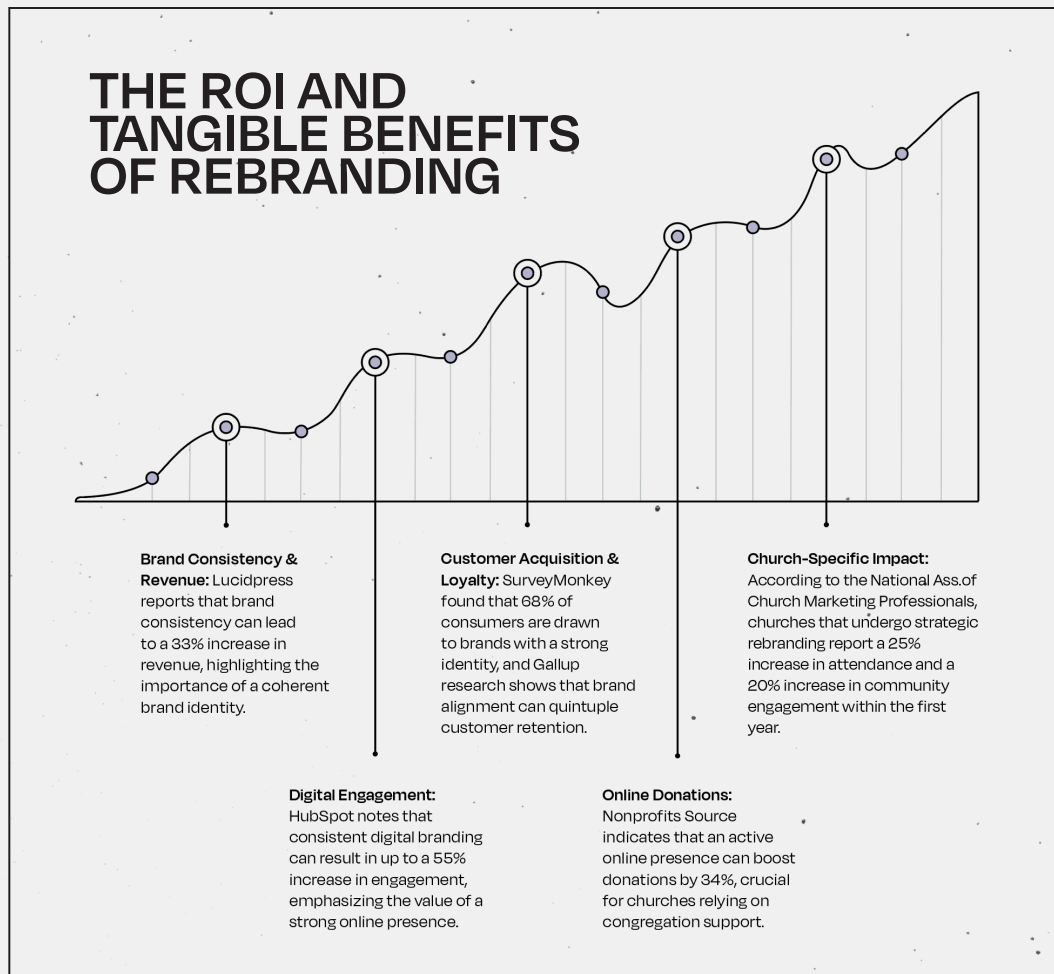 THE ROI AND
TANGIBLE BENEFITS
OF REBRANDING
Brand Consistency &
Revenue: Lucidpress
reports that brand
consistency can lead
to a 33% increase in
revenue, highlighting the
importance of a coherent
brand identity.
Digital Engagement:
HubSpot notes that
consistent digital branding
can result in up to a 55%
increase in engagement,
emphasizing the value of a
strong online presence.
Customer Acquisition &
Loyalty: SurveyMonkey
found that 68% of
consumers are drawn
to brands with a strong
identity, and Gallup
research shows that brand
alignment can quintuple
customer retention.
Online Donations:
Nonprofits Source
indicates that an active
online presence can boost
donations by 34%, crucial
for churches relying on
congregation support.
Church-Specific Impact:
According to the National Ass.of
Church Marketing Professionals,
churches that undergo strategic
rebranding report a 25%
increase in attendance and a
20% increase in community
engagement within the first
year.